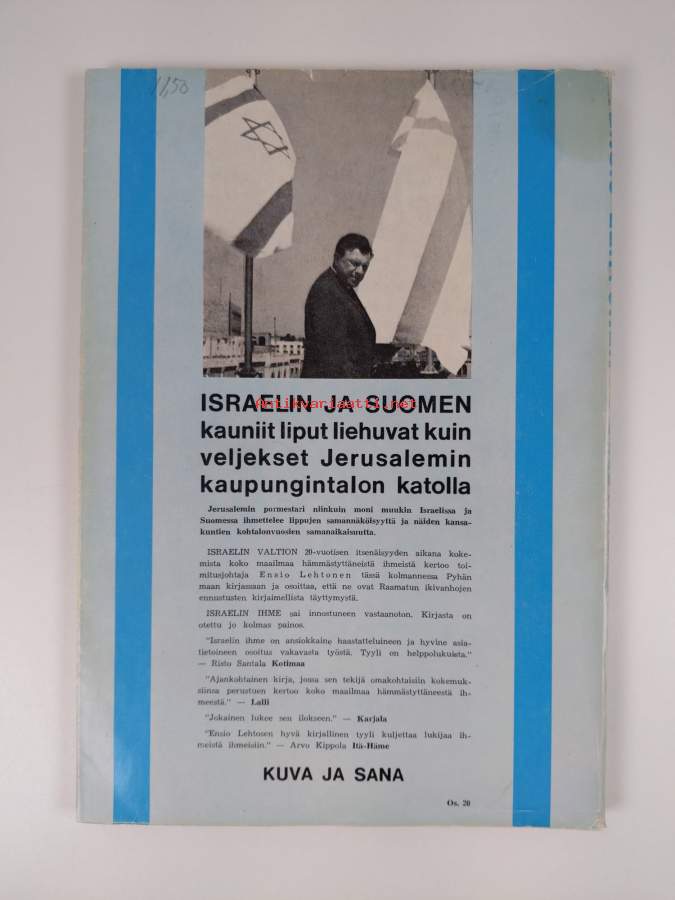 11,50
ISRAELIN JA SUOMEN
Antikvariaatti.net
kauniit liput liehuvat kuin
veljekset Jerusalemin
kaupungintalon katolla
Jerusalemin pormestari niinkuin moni muukin Israelissa ja
Suomessa ihmettelee lippujen samannäköisyyttä ja näiden kansa-
kuntien kohtalonvuosien samanaikaisuutta.
ISRAELIN VALTION 20-vuotisen itsenäisyyden aikana koke-
mista koko maailmaa hämmästyttäneistä ihmeistä kertoo toi-
mitusjohtaja Ensio Lehtonen tässä kolmannessa Pyhän
maan kirjassaan ja osoittaa, että ne ovat Raamatun ikivanhojen
ennustusten kirjaimellista täyttymystä.
ISRAELIN IHME sai innostuneen vastaanoton. Kirjasta on
otettu jo kolmas painos.
"Israelin ihme on ansiokkaine haastatteluineen ja hyvine asia-
tietoineen osoitus vakavasta työstä. Tyyli on helppolukuista."
— Risto Santala Kotimaa
"Ajankohtainen kirja, jossa sen tekijä omakohtaisiin kokemuk-
siinsa perustuen kertoo koko maailmaa hämmästyttäneestä ih-
meestä." — Lalli
"Jokainen lukee sen ilokseen." — Karjala
"Ensio Lehtosen hyvä kirjallinen tyyli kuljettaa lukijaa ih-
meistä ihmeisiin." — Arvo Kippola Itä-Häme
KUVA JA SANA
Os. 20